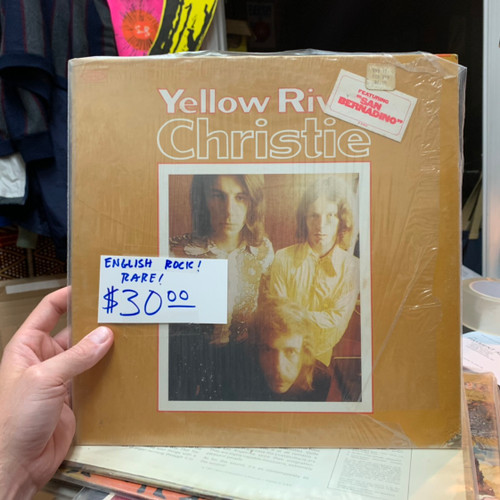 Yellow Riv
Christie
FEATURING
"SAN
BERNADINO"
ENGLISH ROCK!
RARE!
$30.00